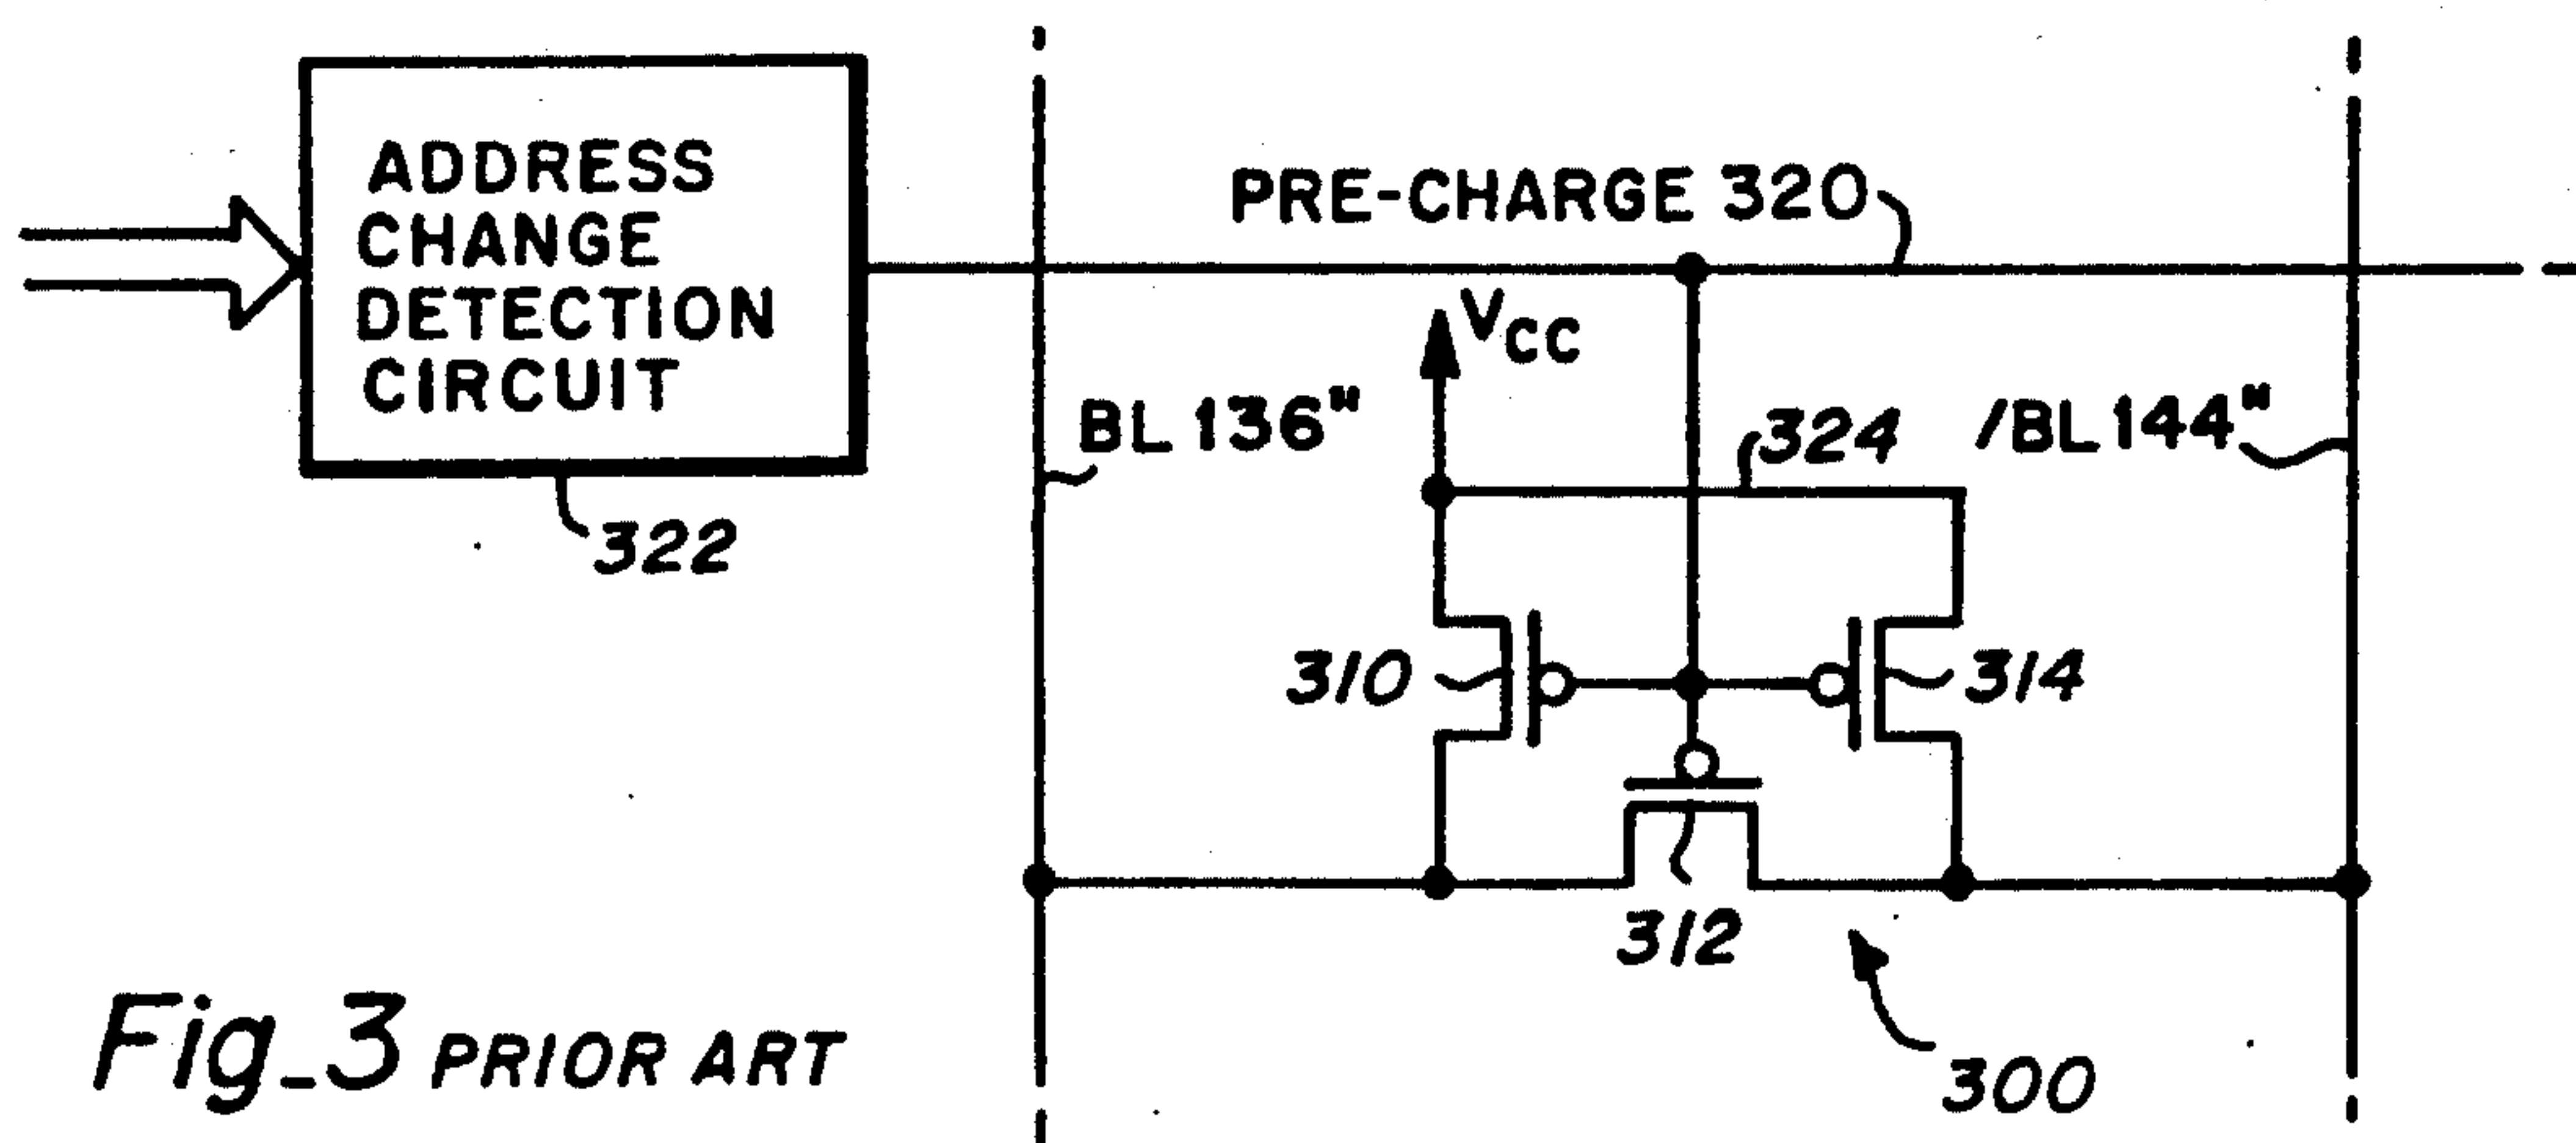 ADDRESS
CHANGE
DETECTION
CIRCUIT
322
PRE-CHARGE 320
VCC
BL 136"
324
/BL 144"
310
314
312
300
Fig_3 PRIOR ART